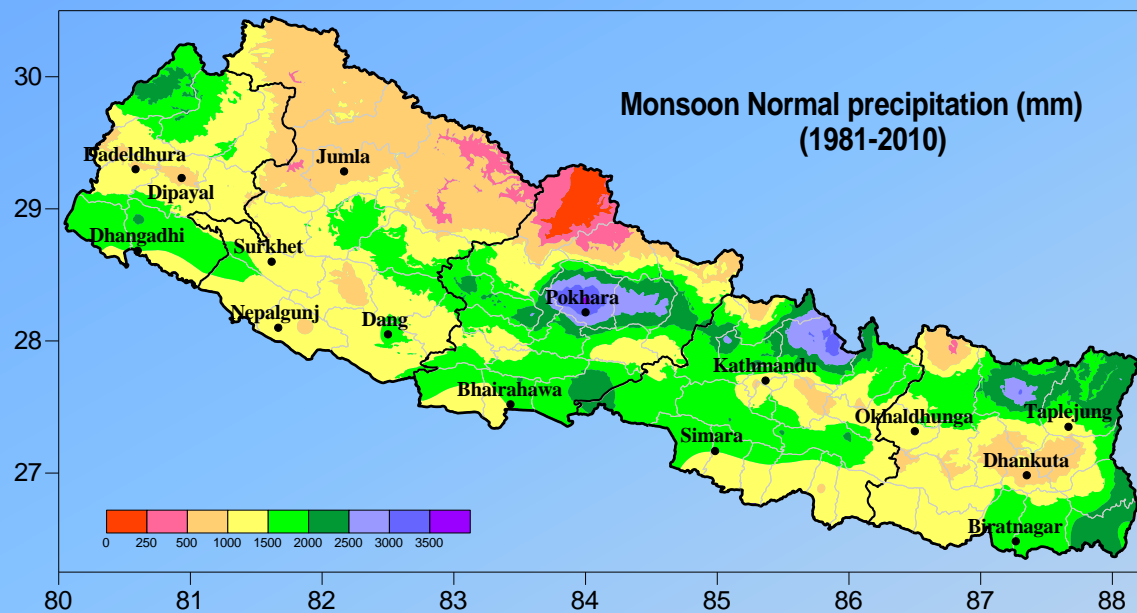 Monsoon Normal precipitation (mm)
(1981-2010)
30
29
28
27
Dadeldhura
Dipayal
Jumla
Dhangadhi
Surkhet
Nepalgunj
Dang
Pokhara
Bhairahawa
Kathmandu
Simara
Okhaldhunga
Taplejung
Dhankuta
Biratnagar
0 250 500 1000 1500 2000 2500 3000 3500
80 81 82 83 84 85 86 87 88